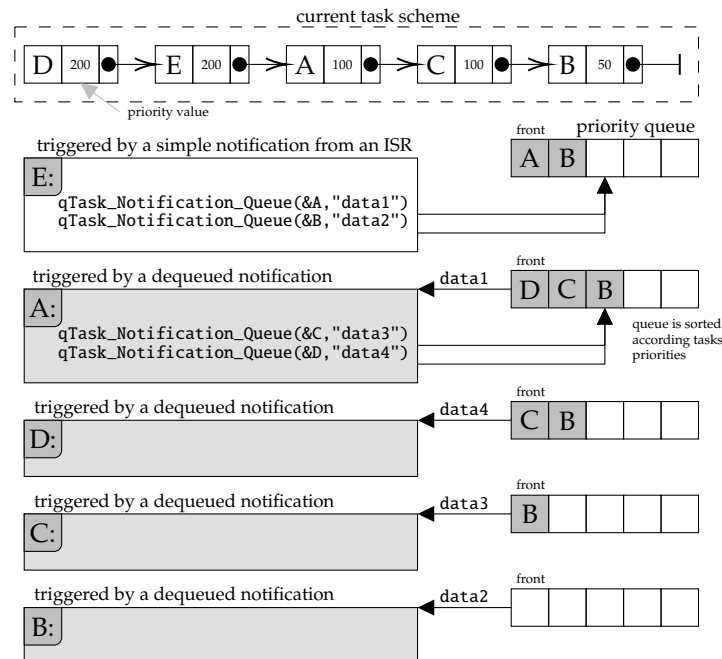 current task scheme
D 200 E 200 A 100 C 100 B 50
priority value
triggered by a simple notification from an ISR
front priority queue
A B
E:
qTask_Notification_Queue(&A,"data1")
qTask_Notification_Queue(&B,"data2")
triggered by a dequeued notification
data1
front
D C B
A:
qTask_Notification_Queue(&C,"data3")
qTask_Notification_Queue(&D,"data4")
queue is sorted
according tasks
priorities
triggered by a dequeued notification
data4
front
C B
D:
triggered by a dequeued notification
data3
front
B
C:
triggered by a dequeued notification
data2
front
B: